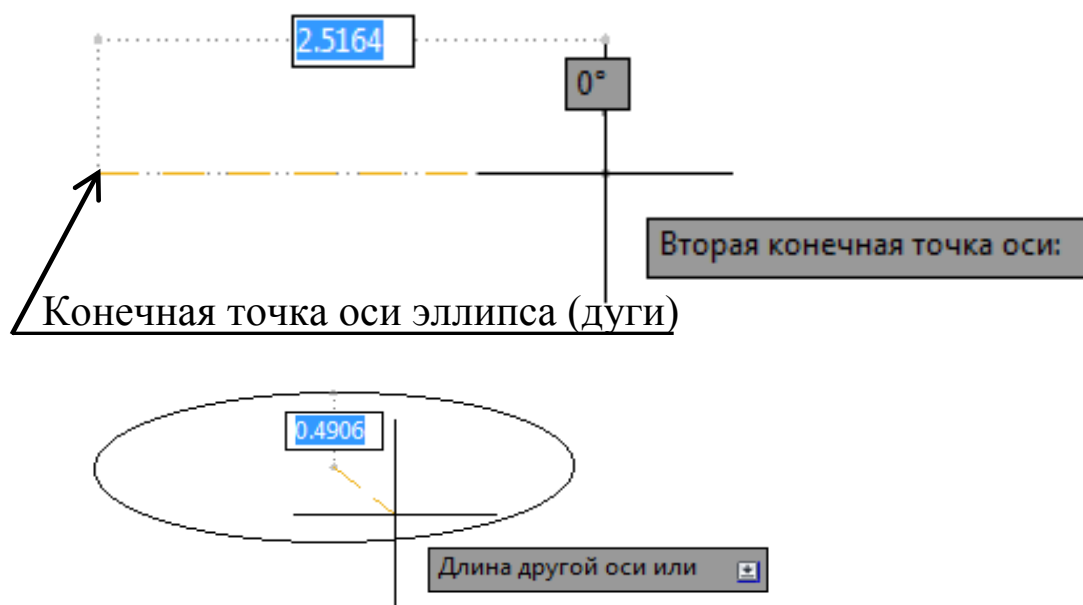 2.5164
0°
Вторая конечная точка оси:
Конечная точка оси эллипса (дуги)
0.4906
Длина другой оси или